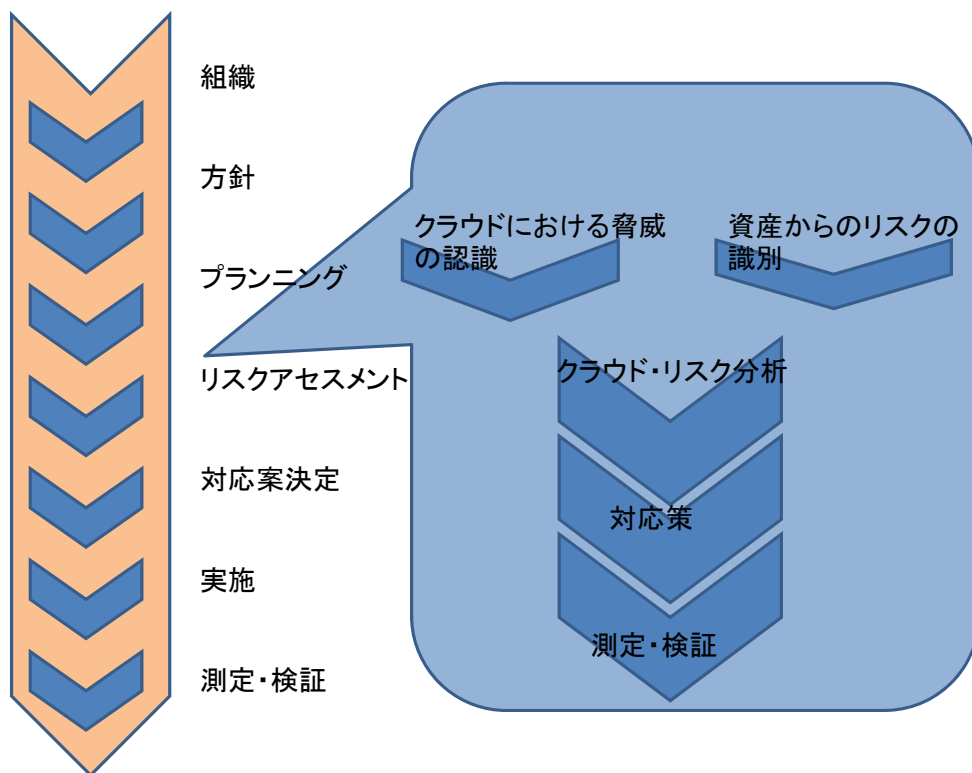 組織
方針
プランニング
リスクアセスメント
対応案決定
実施
測定・検証
クラウドにおける脅威
の認識
資産からのリスクの
識別
クラウド・リスク分析
対応策
測定・検証